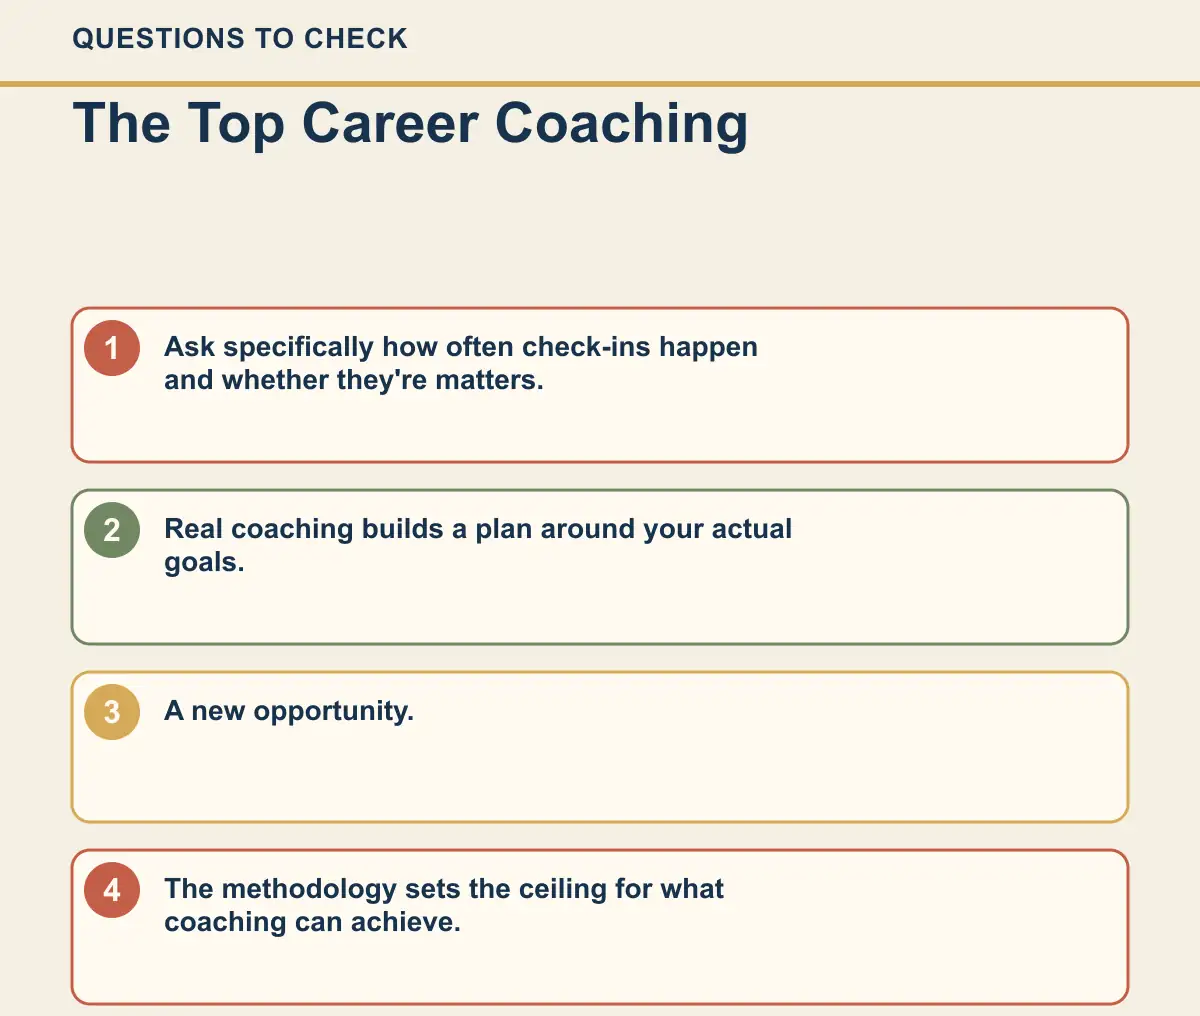 QUESTIONS TO CHECK
The Top Career Coaching
1
Ask specifically how often check-ins happen
and whether they're matters.
2
Real coaching builds a plan around your actual
goals.
3
A new opportunity.
4
The methodology sets the ceiling for what
coaching can achieve.